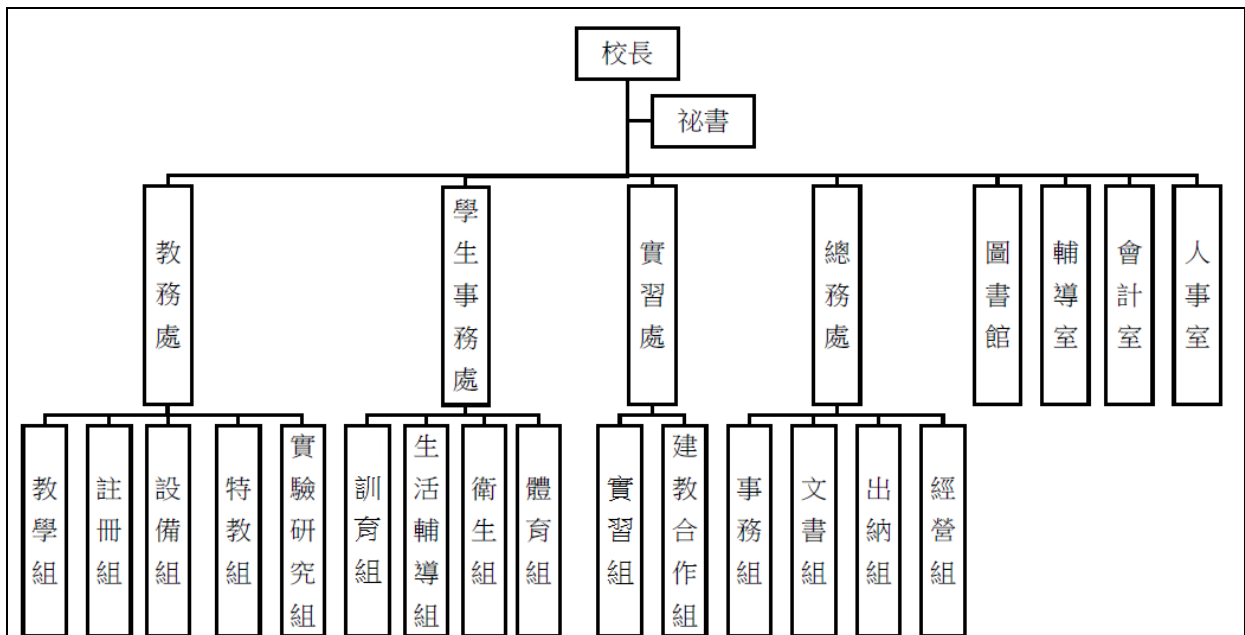 校長
祕書
教務處
學生事務處
實習處
總務處
圖書館
輔導室
會計室
人事室
教學組
註冊組
設備組
特教組
實驗研究組
訓育組
生活輔導組
衛生組
體育組
實習組
建教合作組
事務組
文書組
出納組
經營組